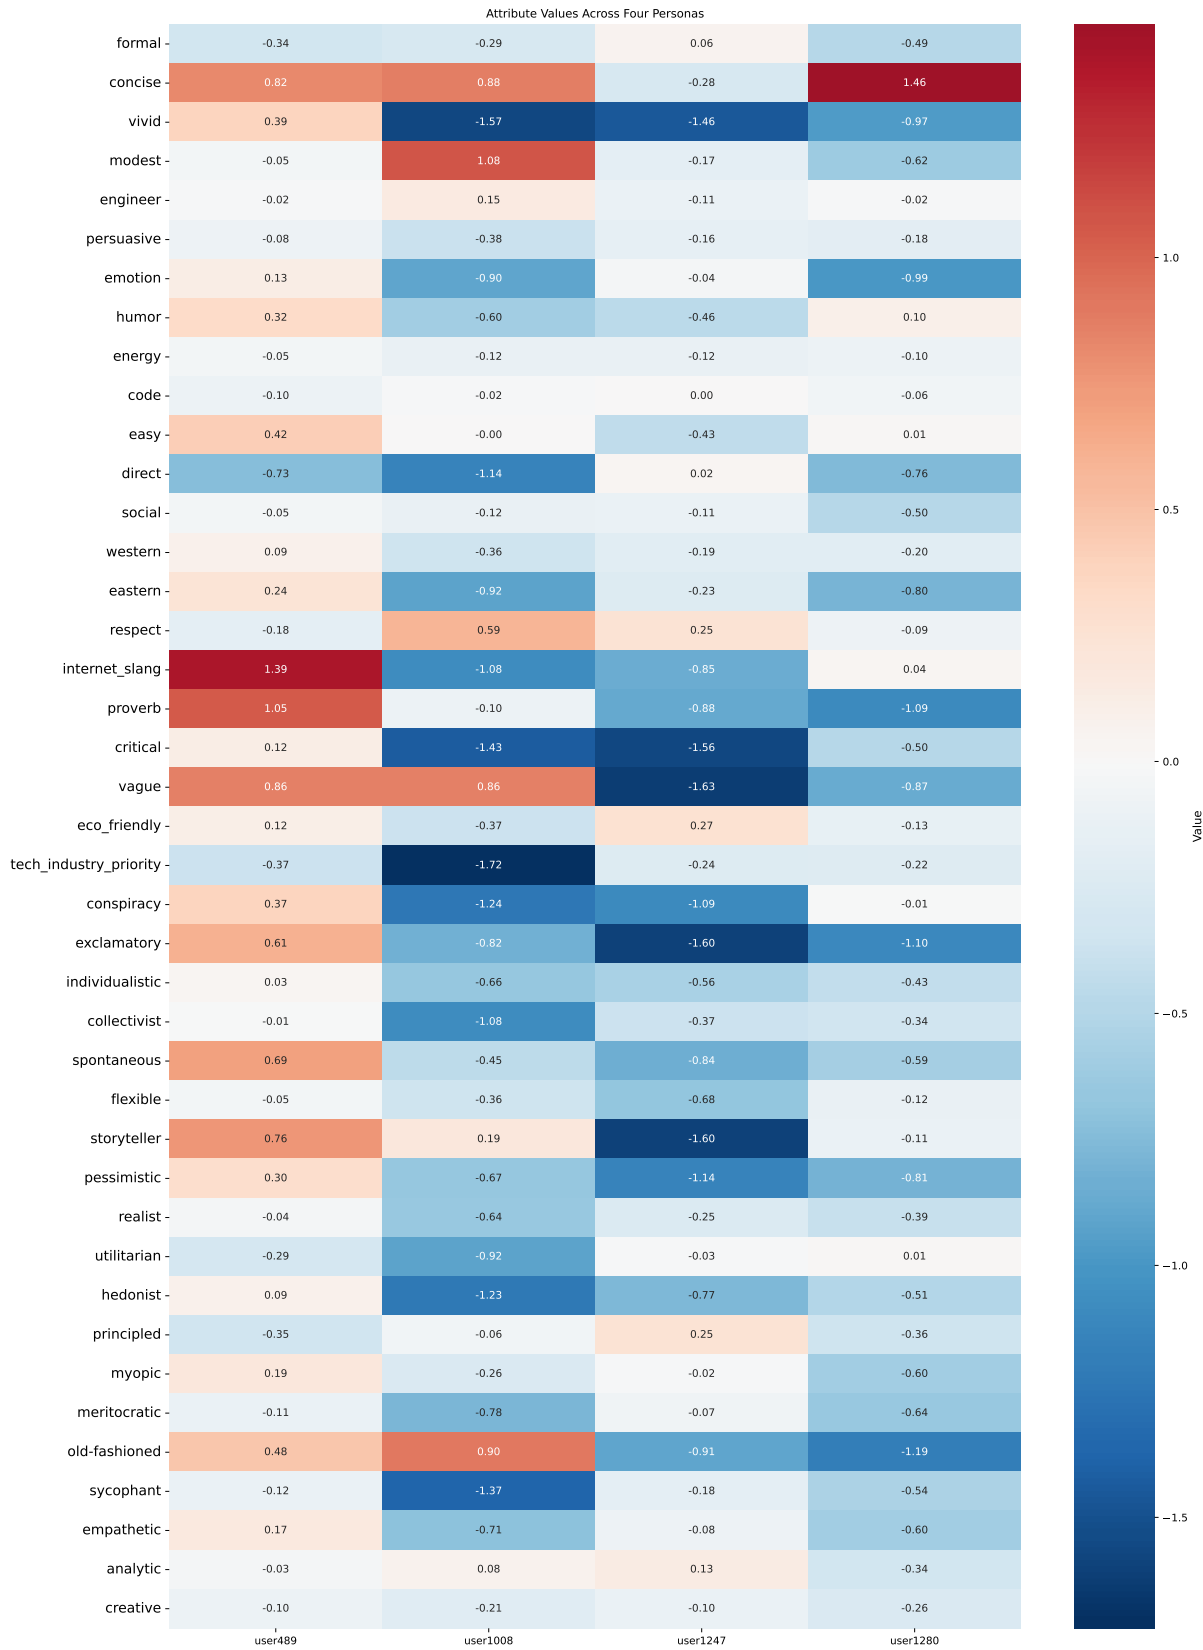 Attribute Values Across Four Personas
formal -0.34 -0.29 0.06 -0.49
concise 0.82 0.88 -0.28 1.46
vivid 0.39 -1.57 -1.46 -0.97
modest -0.05 1.08 -0.17 -0.62
engineer -0.02 0.15 -0.11 -0.02
persuasive -0.08 -0.38 -0.16 -0.18
emotion 0.13 -0.90 -0.04 -0.99
humor 0.32 -0.60 -0.46 0.10
energy -0.05 -0.12 -0.12 -0.10
code -0.10 -0.02 0.00 -0.06
easy 0.42 -0.00 -0.43 0.01
direct -0.73 -1.14 0.02 -0.76
social -0.05 -0.12 -0.11 -0.50
western 0.09 -0.36 -0.19 -0.20
eastern 0.24 -0.92 -0.23 -0.80
respect -0.18 0.59 0.25 -0.09
internet_slang 1.39 -1.08 -0.85 0.04
proverb 1.05 -0.10 -0.88 -1.09
critical 0.12 -1.43 -1.56 -0.50
vague 0.86 0.86 -1.63 -0.87
eco_friendly 0.12 -0.37 0.27 -0.13
tech_industry_priority -0.37 -1.72 -0.24 -0.22
conspiracy 0.37 -1.24 -1.09 -0.01
exclamatory 0.61 -0.82 -1.60 -1.10
individualistic 0.03 -0.66 -0.56 -0.43
collectivist -0.01 -1.08 -0.37 -0.34
spontaneous 0.69 -0.45 -0.84 -0.59
flexible -0.05 -0.36 -0.68 -0.12
storyteller 0.76 0.19 -1.60 -0.11
pessimistic 0.30 -0.67 -1.14 -0.81
realist -0.04 -0.64 -0.25 -0.39
utilitarian -0.29 -0.92 -0.03 0.01
hedonist 0.09 -1.23 -0.77 -0.51
principled -0.35 -0.06 0.25 -0.36
myopic 0.19 -0.26 -0.02 -0.60
meritocratic -0.11 -0.78 -0.07 -0.64
old-fashioned 0.48 0.90 -0.91 -1.19
sycophant -0.12 -1.37 -0.18 -0.54
empathetic 0.17 -0.71 -0.08 -0.60
analytic -0.03 0.08 0.13 -0.34
creative -0.10 -0.21 -0.10 -0.26
user489 user1008 user1247 user1280
1.0
0.5
0.0
−0.5
−1.0
−1.5
Value